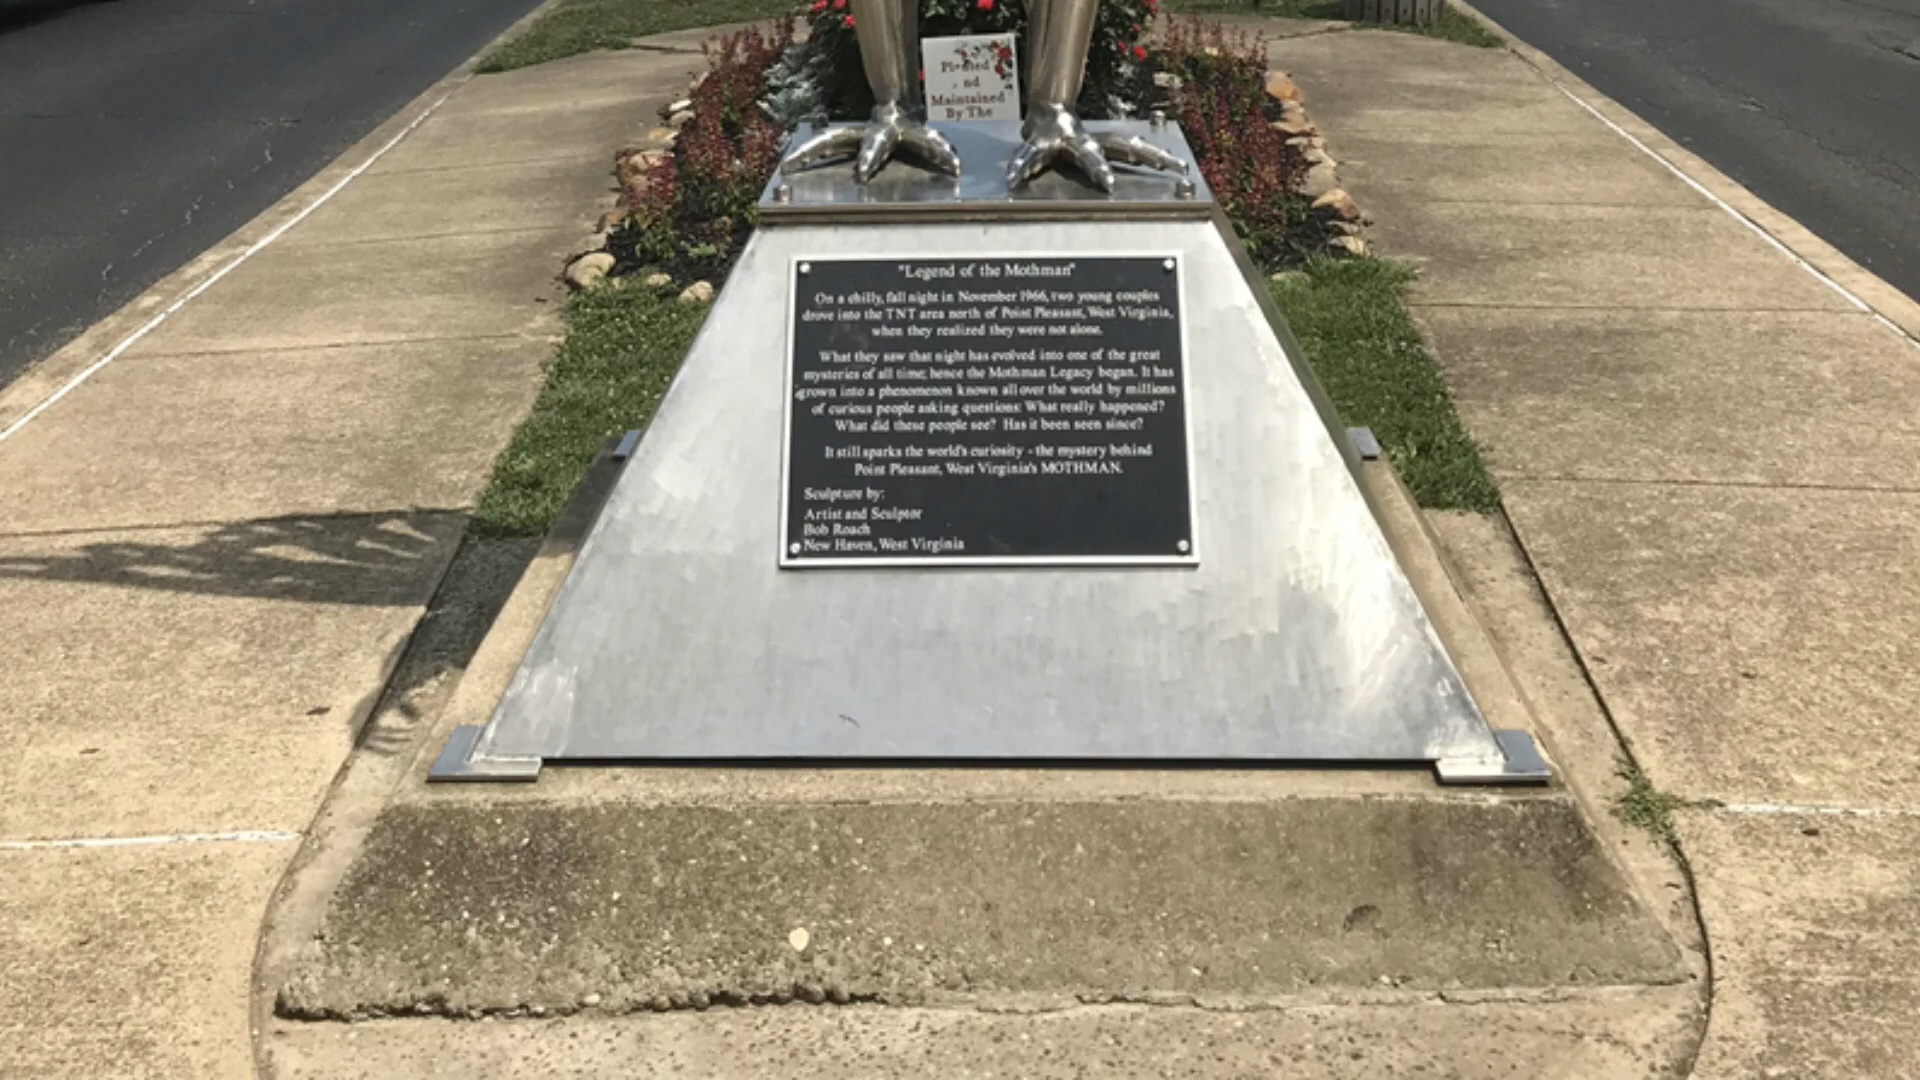 Planted
and
Maintained
By The
"Legend of the Mothman"
On a chilly, fall night in November 1966, two young couples
drove into the TNT area north of Point Pleasant, West Virginia,
when they realized they were not alone.
What they saw that night has evolved into one of the great
mysteries of all time; hence the Mothman Legacy began. It has
grown into a phenomenon known all over the world by millions
of curious people asking questions: What really happened?
What did these people see? Has it been seen since?
It still sparks the world's curiosity - the mystery behind
Point Pleasant, West Virginia's MOTHMAN.
Sculpture by:
Artist and Sculptor
Bob Roach
New Haven, West Virginia